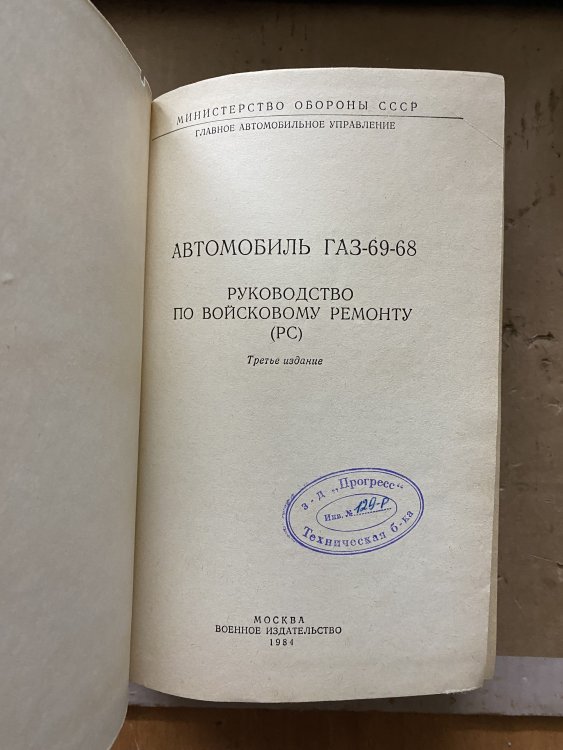 МИНИСТЕРСТВО ОБОРОНЫ СССР
ГЛАВНОЕ АВТОМОБИЛЬНОЕ УПРАВЛЕНИЕ
АВТОМОБИЛЬ ГАЗ-69-68
РУКОВОДСТВО
ПО ВОЙСКОВОМУ РЕМОНТУ
(РС)
Третье издание
з-д „Прогресс“
Инв. № 129-р
Техническая б-ка
МОСКВА
ВОЕННОЕ ИЗДАТЕЛЬСТВО
1984